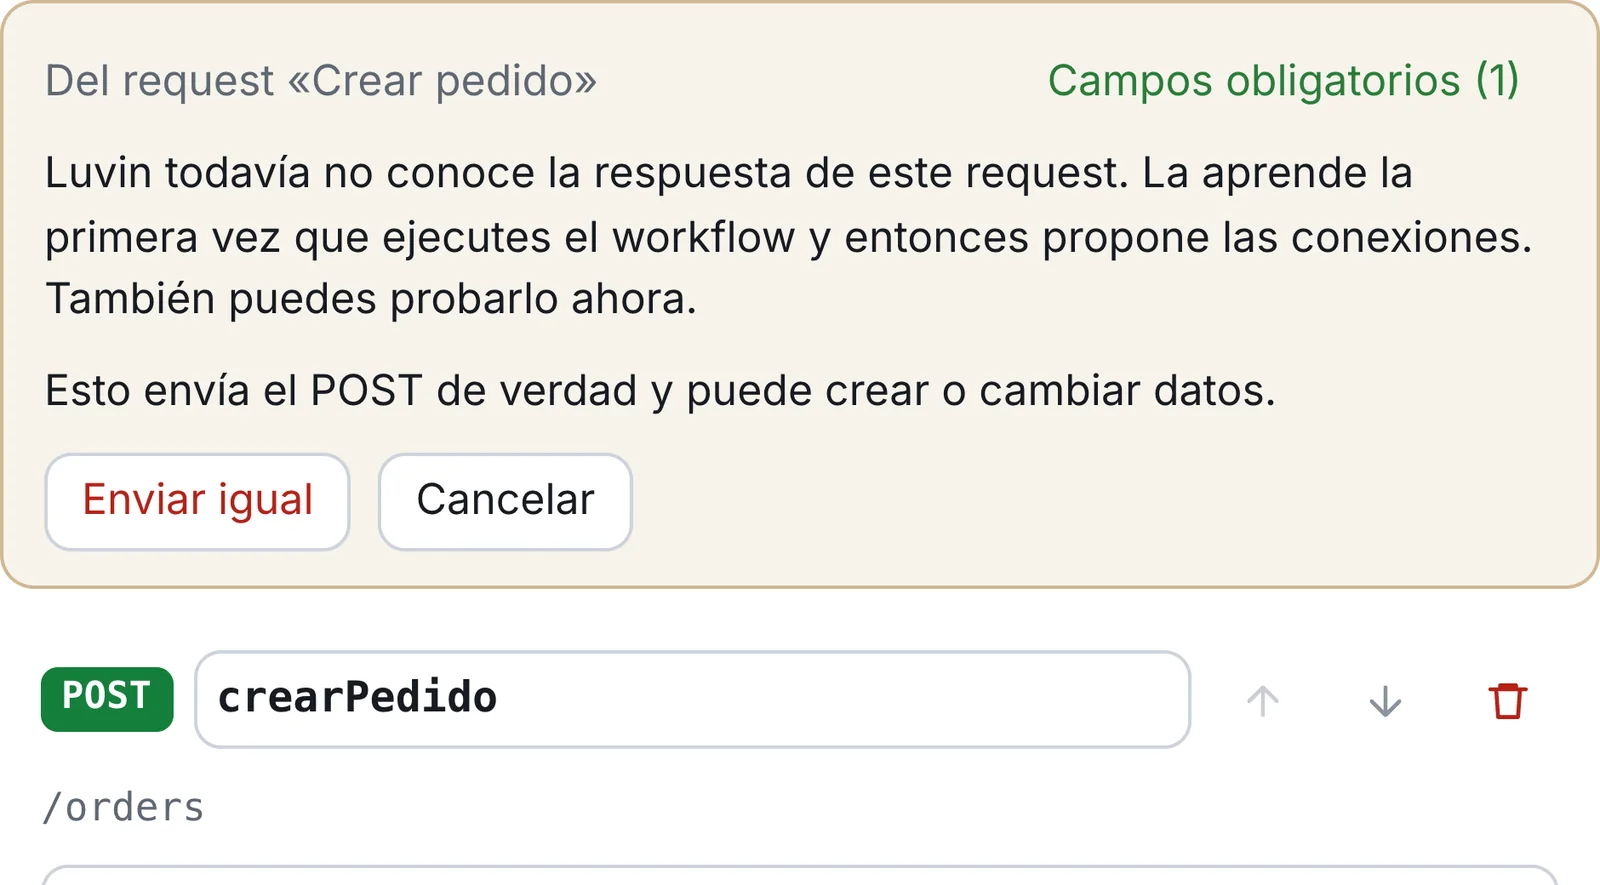 Del request «Crear pedido»
Campos obligatorios (1)
Luvin todavía no conoce la respuesta de este request. La aprende la
primera vez que ejecutes el workflow y entonces propone las conexiones.
También puedes probarlo ahora.
Esto envía el POST de verdad y puede crear o cambiar datos.
Enviar igual
Cancelar
POST
crearPedido
/orders